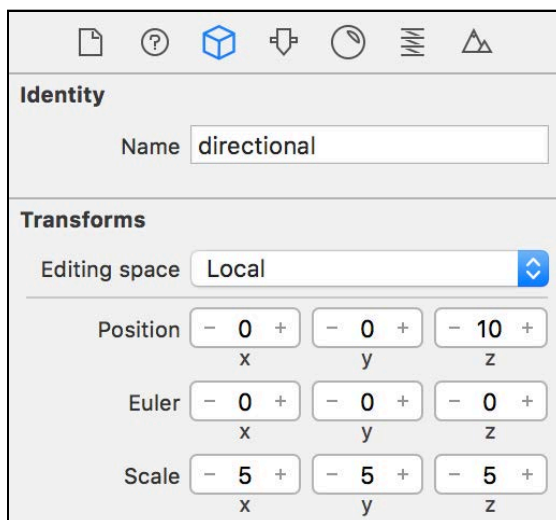 Identity
Name directional
Transforms
Editing space Local
Position - 0 + - 0 + - 10 +
x y z
Euler - 0 + - 0 + - 0 +
x y z
Scale - 5 + - 5 + - 5 +
x y z